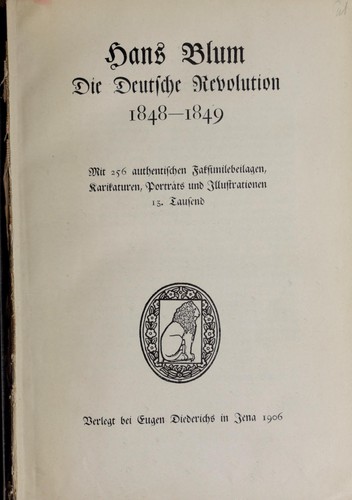 Hans Blum
Die Deutsche Revolution
1848—1849
Mit 256 authentischen Faksimilebeilagen,
Karikaturen, Porträts und Illustrationen
15. Tausend
Verlegt bei Eugen Diederichs in Jena 1906